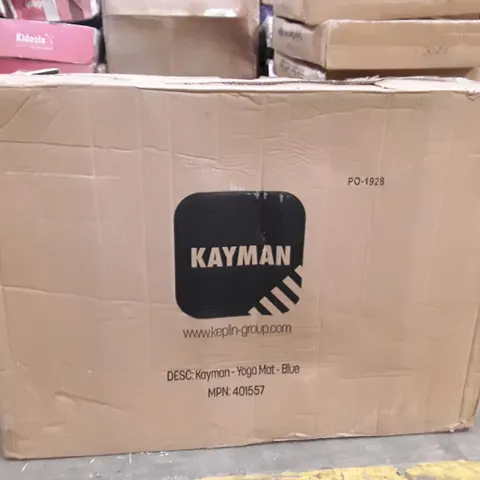 Kidoola
PO-1928
KAYMAN
www.keplin-group.com
DESC: Kayman - Yoga Mat - Blue
MPN: 401557